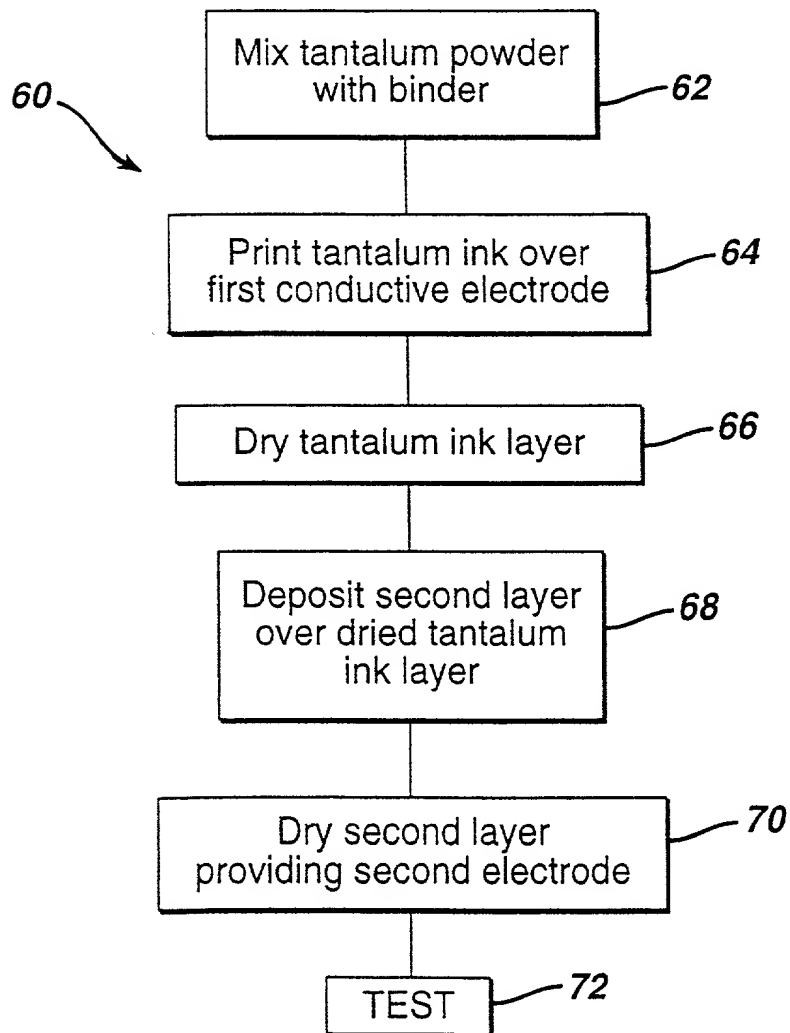 Mix tantalum powder
with binder
62
60
Print tantalum ink over
first conductive electrode
64
Dry tantalum ink layer
66
Deposit second layer
over dried tantalum
ink layer
68
Dry second layer
providing second electrode
70
TEST
72